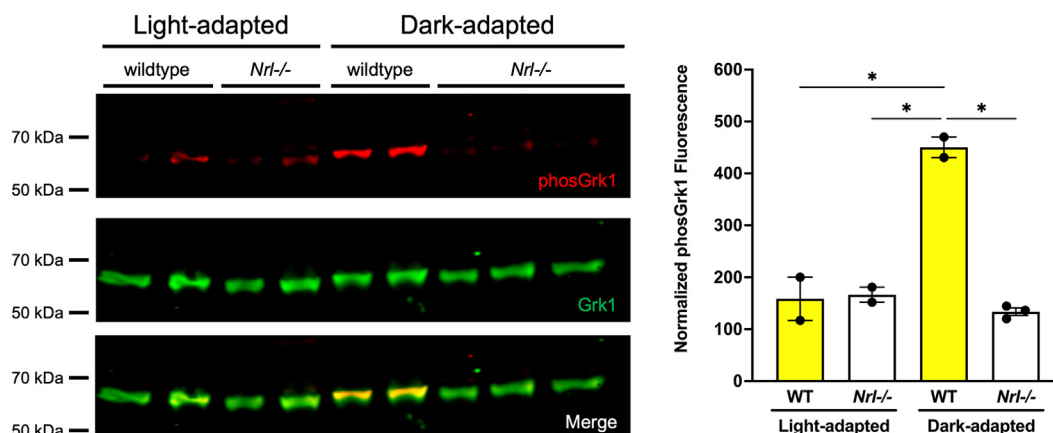 Light-adapted Dark-adapted
wildtype Nrl-/- wildtype Nrl-/-
70 kDa
50 kDa
phosGrk1
70 kDa
50 kDa
Grk1
70 kDa
50 kDa
Merge
Normalized phosGrk1 Fluorescence
600
500
400
300
200
100
0
* 
* *
WT Nrl-/- WT Nrl-/-
Light-adapted Dark-adapted